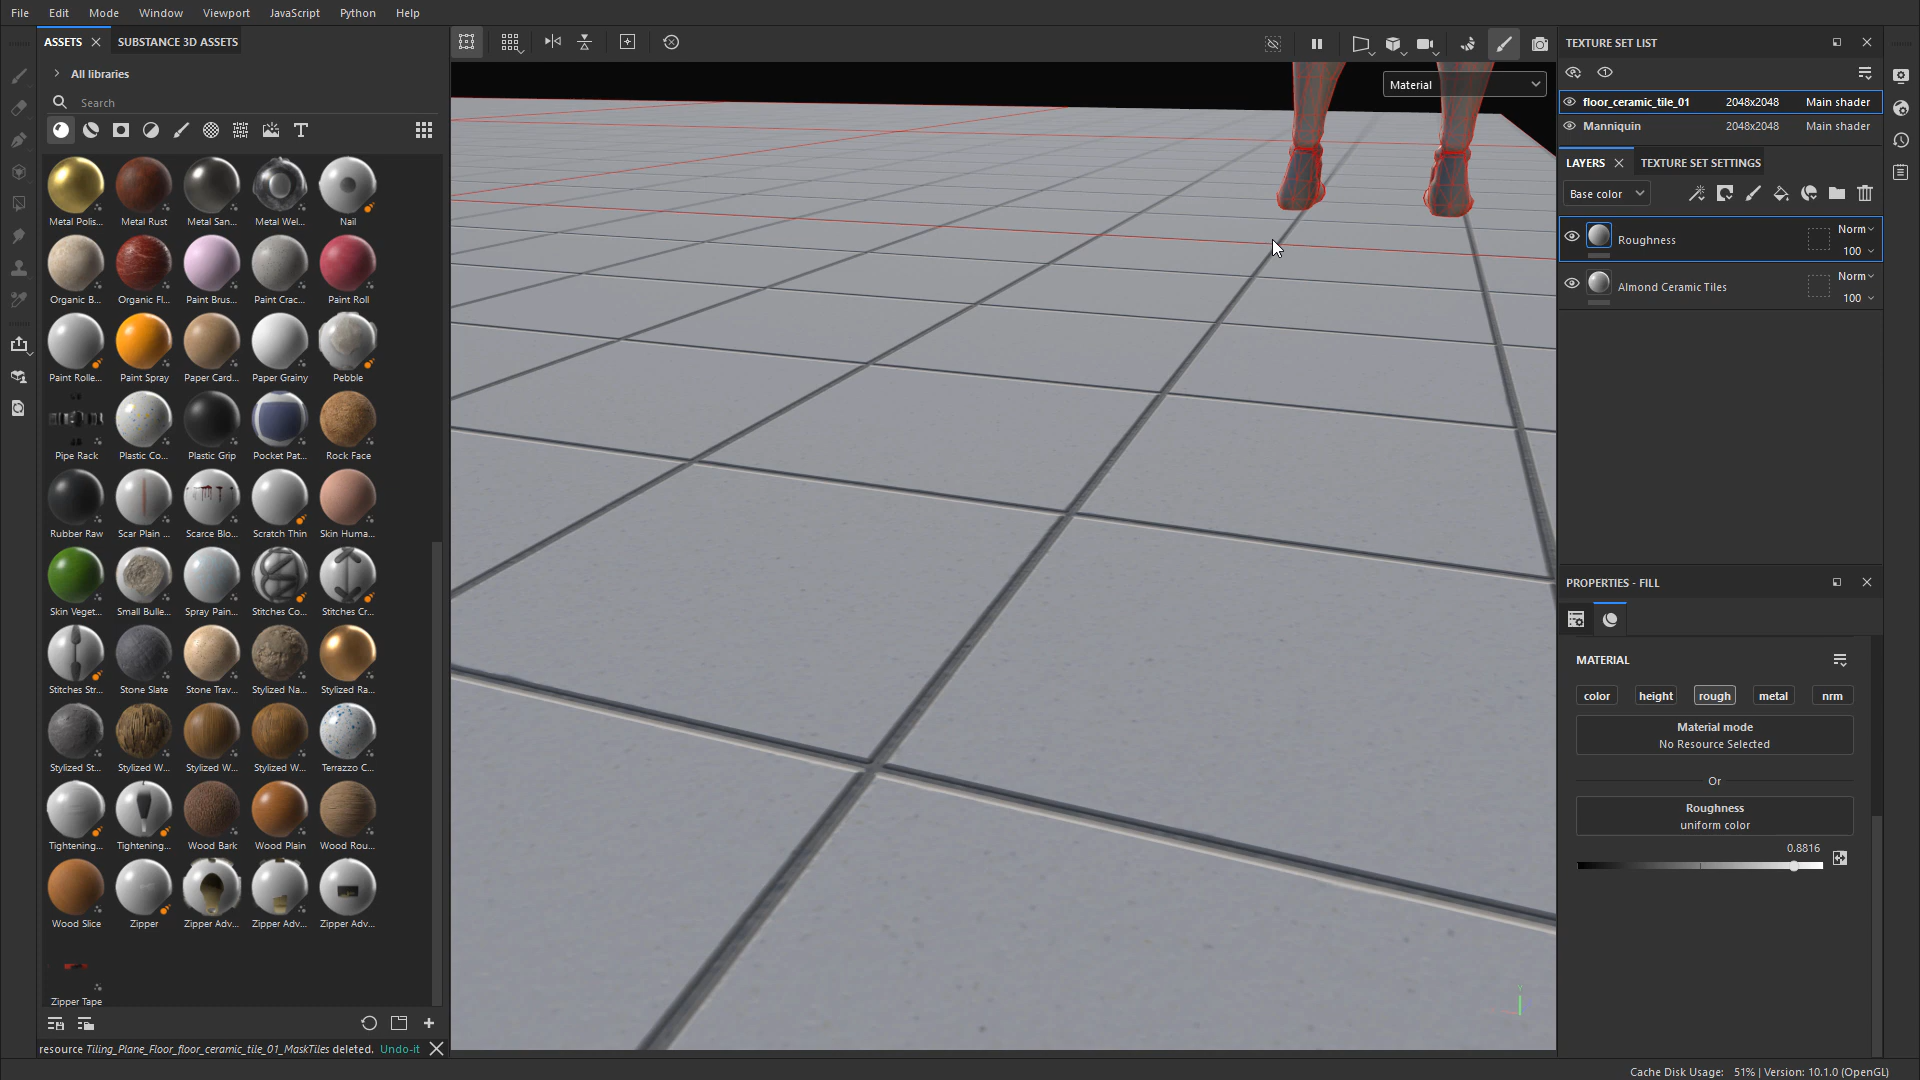 File Edit Mode Window Viewport JavaScript Python Help
ASSETS SUBSTANCE 3D ASSETS
All libraries
Search
Metal Polis... Metal Rust Metal San... Metal Wel... Nail
Organic B... Organic Fl... Paint Brus... Paint Crac... Paint Roll
Paint Rolle... Paint Spray Paper Card... Paper Grainy Pebble
Pipe Rack Plastic Co... Plastic Grip Pocket Pat... Rock Face
Rubber Raw Scar Plain ... Scarce Blo... Scratch Thin Skin Huma...
Skin Veget... Small Bulle... Spray Pain... Stitches Co... Stitches Cr...
Stitches Str... Stone Slate Stone Trav... Stylized Na... Stylized Ra...
Stylized St... Stylized W... Stylized W... Stylized W... Terrazzo C...
Tightening... Tightening... Wood Bark Wood Plain Wood Rou...
Wood Slice Zipper Zipper Adv... Zipper Adv... Zipper Adv...
Zipper Tape
resource Tiling_Plane_Floor_floor_ceramic_tile_01_MaskTiles deleted. Undo-it
Material
Y
TEXTURE SET LIST
floor_ceramic_tile_01 2048x2048 Main shader
Manniquin 2048x2048 Main shader
LAYERS TEXTURE SET SETTINGS
Base color
Roughness Norm
100
Almond Ceramic Tiles Norm
100
PROPERTIES - FILL
MATERIAL
color height rough metal nrm
Material mode
No Resource Selected
Or
Roughness
uniform color
0.8816
Cache Disk Usage: 51% | Version: 10.1.0 (OpenGL)